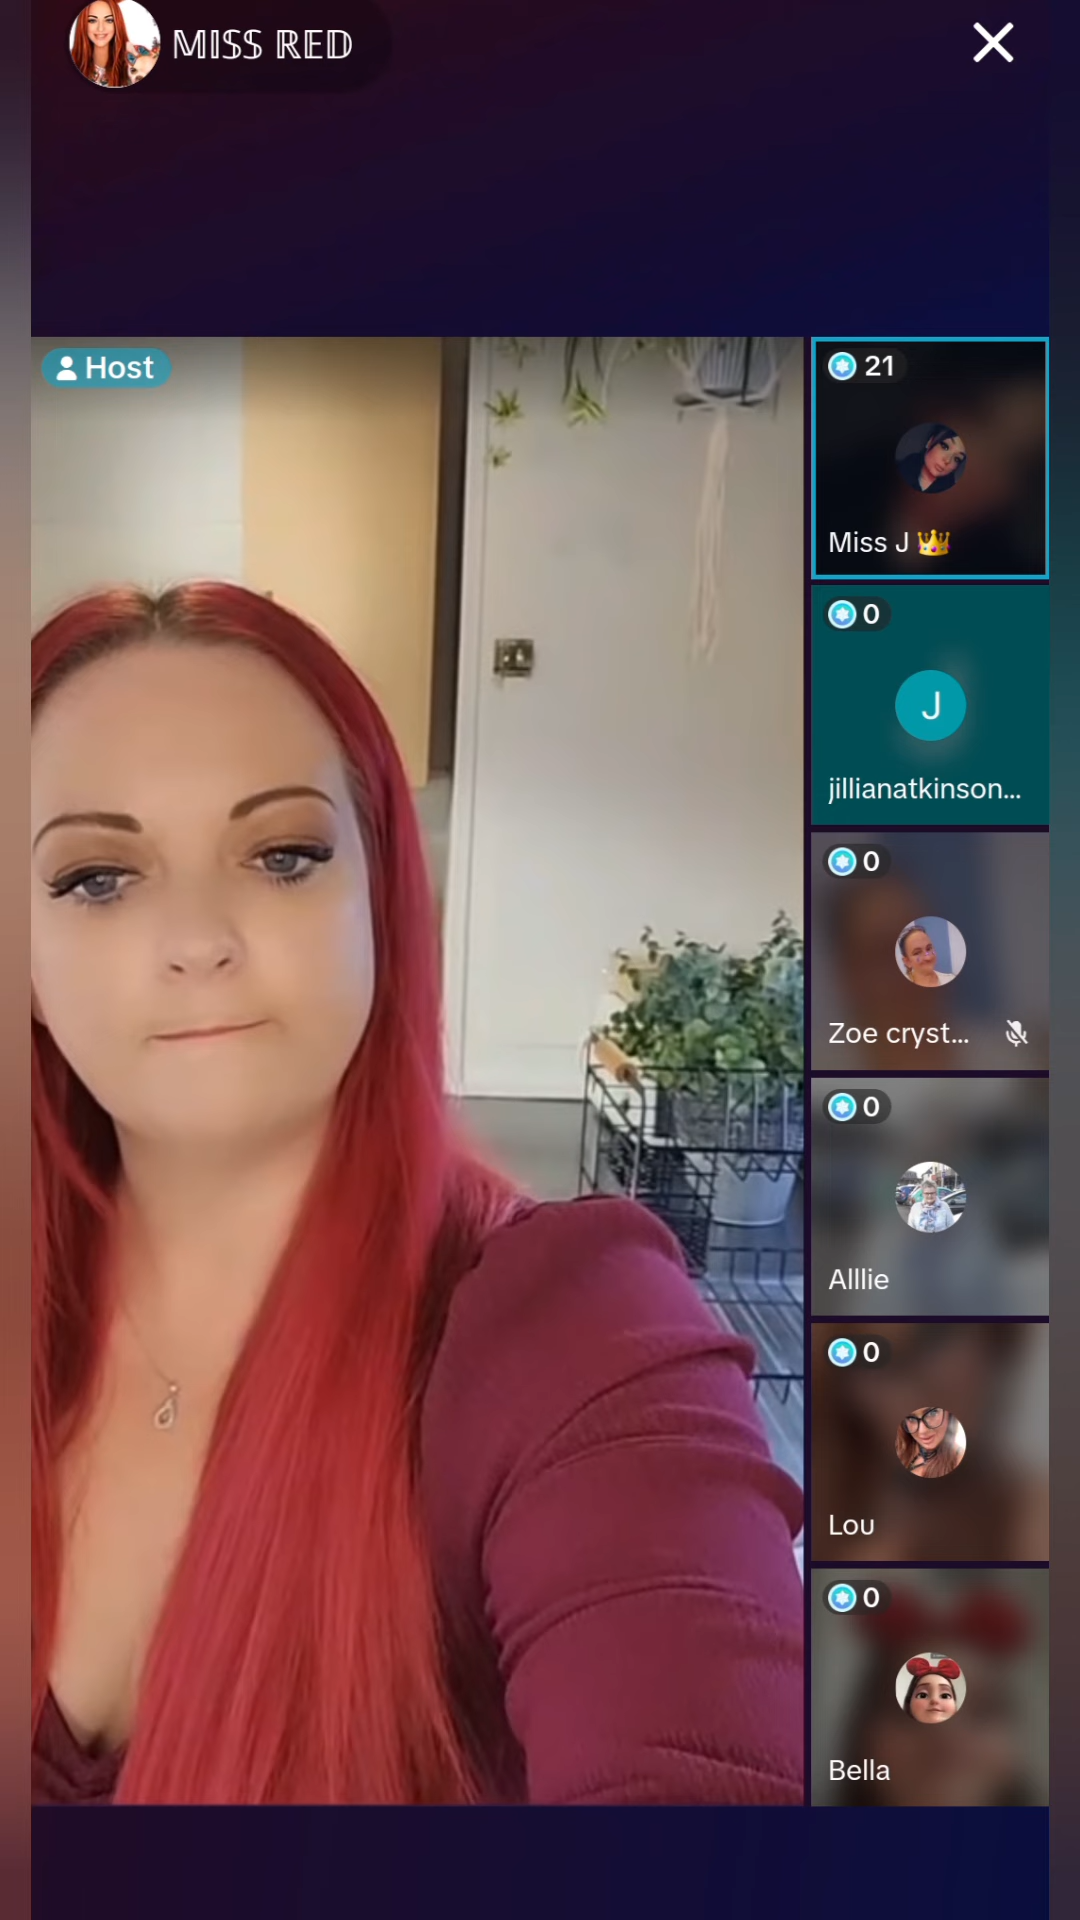 𝕄𝕀𝕊𝕊 ℝ𝔼𝔻
Host
21
Miss J 👑
0
jillianatkinson...
0
Zoe cryst...
0
Alllie
0
Lou
0
Bella